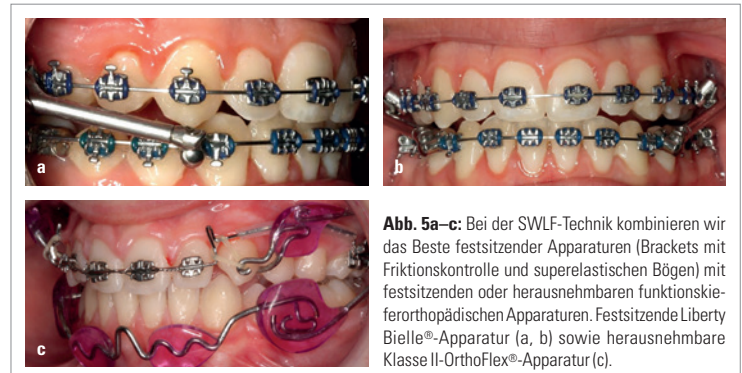 a
b
c
Abb. 5a–c: Bei der SWLF-Technik kombinieren wir
das Beste festsitzender Apparaturen (Brackets mit
Friktionskontrolle und superelastischen Bögen) mit
festsitzenden oder herausnehmbaren funktionskie-
ferorthopädischen Apparaturen. Festsitzende Liberty
Bielle®-Apparatur (a, b) sowie herausnehmbare
Klasse II-OrthoFlex®-Apparatur (c).